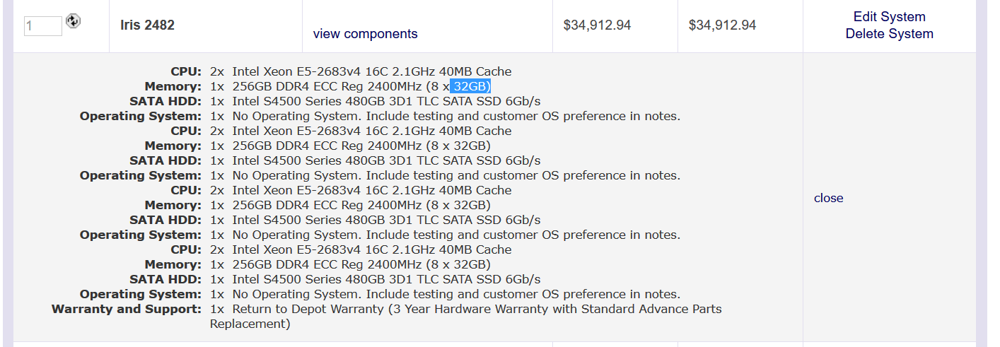 1
Iris 2482
view components
$34,912.94
$34,912.94
Edit System
Delete System
CPU: 2x Intel Xeon E5-2683v4 16C 2.1GHz 40MB Cache
Memory: 1x 256GB DDR4 ECC Reg 2400MHz (8 x 32GB)
SATA HDD: 1x Intel S4500 Series 480GB 3D1 TLC SATA SSD 6Gb/s
Operating System: 1x No Operating System. Include testing and customer OS preference in notes.
CPU: 2x Intel Xeon E5-2683v4 16C 2.1GHz 40MB Cache
Memory: 1x 256GB DDR4 ECC Reg 2400MHz (8 x 32GB)
SATA HDD: 1x Intel S4500 Series 480GB 3D1 TLC SATA SSD 6Gb/s
Operating System: 1x No Operating System. Include testing and customer OS preference in notes.
CPU: 2x Intel Xeon E5-2683v4 16C 2.1GHz 40MB Cache
Memory: 1x 256GB DDR4 ECC Reg 2400MHz (8 x 32GB)
SATA HDD: 1x Intel S4500 Series 480GB 3D1 TLC SATA SSD 6Gb/s
Operating System: 1x No Operating System. Include testing and customer OS preference in notes.
CPU: 2x Intel Xeon E5-2683v4 16C 2.1GHz 40MB Cache
Memory: 1x 256GB DDR4 ECC Reg 2400MHz (8 x 32GB)
SATA HDD: 1x Intel S4500 Series 480GB 3D1 TLC SATA SSD 6Gb/s
Operating System: 1x No Operating System. Include testing and customer OS preference in notes.
Warranty and Support: 1x Return to Depot Warranty (3 Year Hardware Warranty with Standard Advance Parts
Replacement)
close